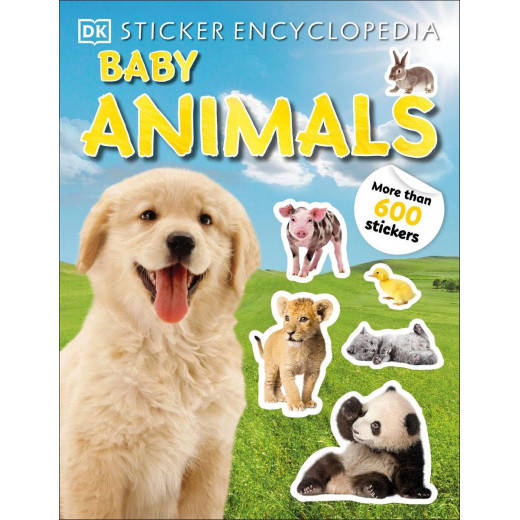 DK STICKER ENCYCLOPEDIA
BABY
ANIMALS
More than
600
stickers